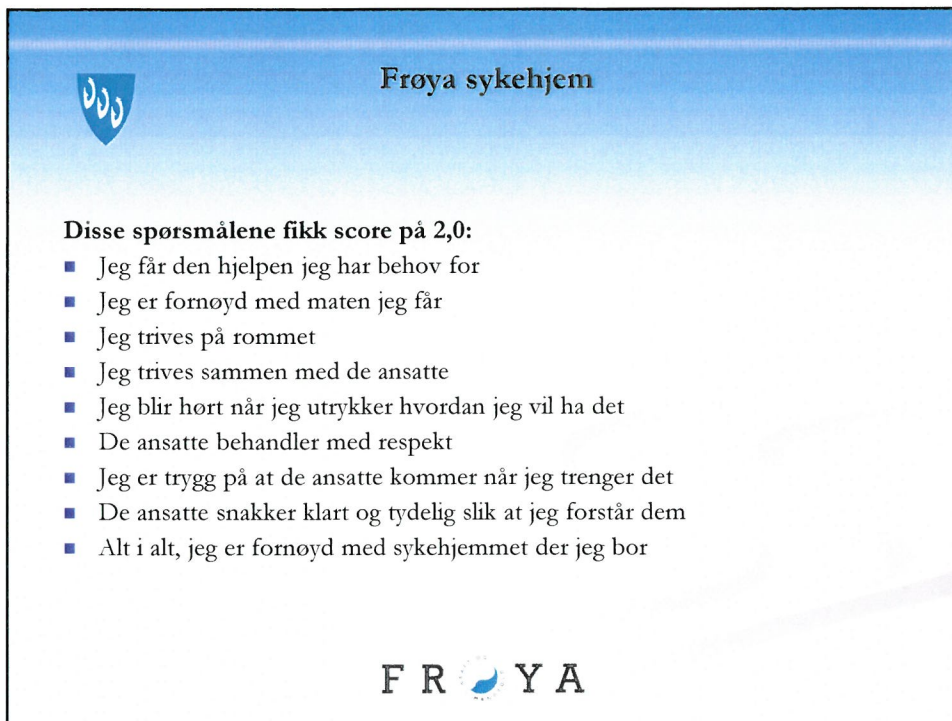 Frøya sykehjem
Disse spørsmålene fikk score på 2,0:
Jeg får den hjelpen jeg har behov for
Jeg er fornøyd med maten jeg får
Jeg trives på rommet
Jeg trives sammen med de ansatte
Jeg blir hørt når jeg utrykker hvordan jeg vil ha det
De ansatte behandler med respekt
Jeg er trygg på at de ansatte kommer når jeg trenger det
De ansatte snakker klart og tydelig slik at jeg forstår dem
Alt i alt, jeg er fornøyd med sykehjemmet der jeg bor
FRØYA